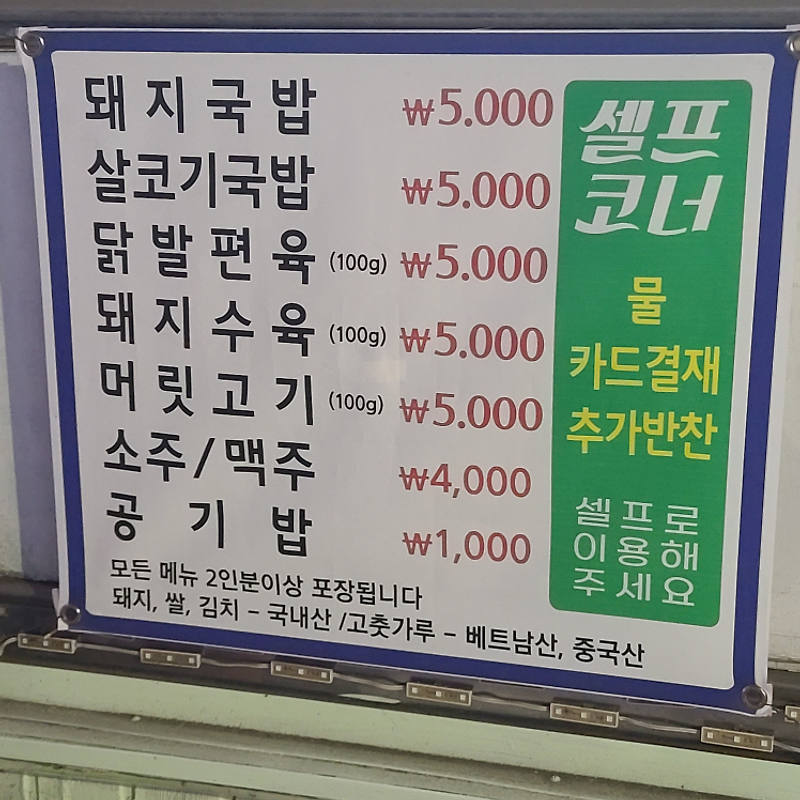 돼지국밥 ₩5.000
살코기국밥 ₩5.000
닭발편육 (100g) ₩5.000
돼지수육 (100g) ₩5.000
머릿고기 (100g) ₩5.000
소주/맥주 ₩4,000
공기밥 ₩1,000
모든 메뉴 2인분이상 포장됩니다
돼지, 쌀, 김치 - 국내산 /고춧가루 - 베트남산, 중국산
셀프
코너
물
카드결재
추가반찬
셀프로
이용해
주세요